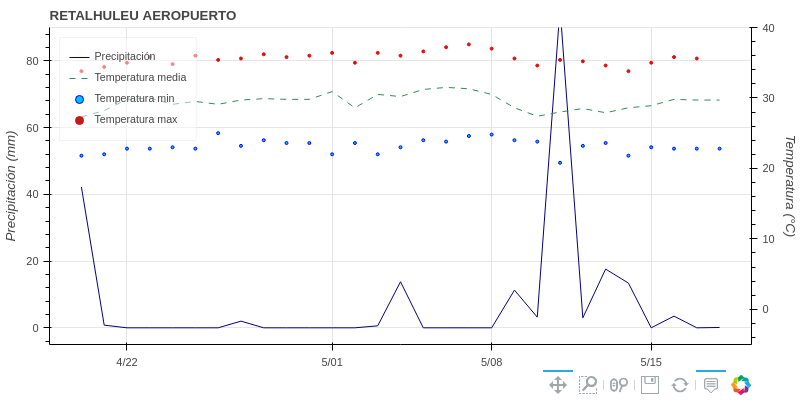 RETALHULEU AEROPUERTO
Precipitación
Temperatura media
Temperatura min
Temperatura max
Precipitación (mm)
80
60
40
20
0
Temperatura (°C)
40
30
20
10
0
4/22
5/01
5/08
5/15